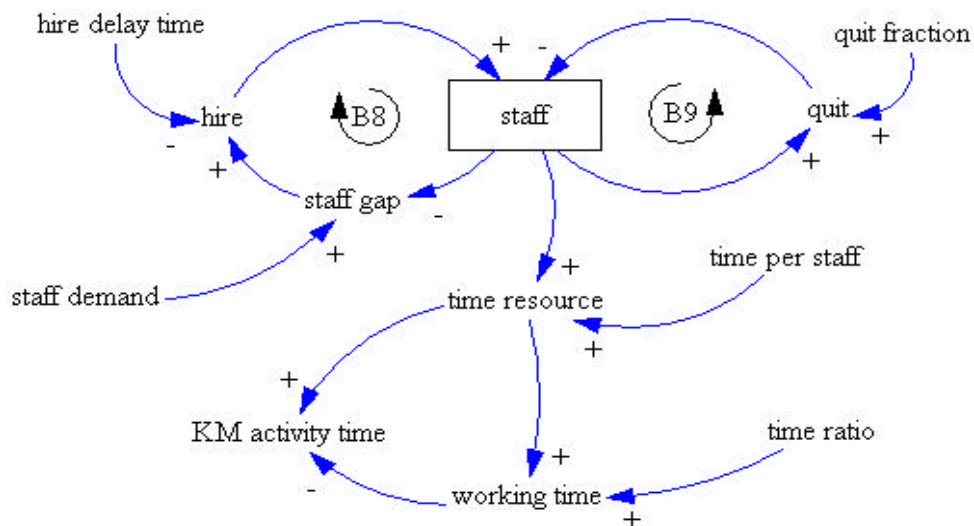 hire delay time
quit fraction
+ -
+
hire
B8
staff
B9
quit
-
+
+
+
staff gap
-
+
staff demand
+
time per staff
time resource
+
+
KM activity time
time ratio
+
-
working time
+